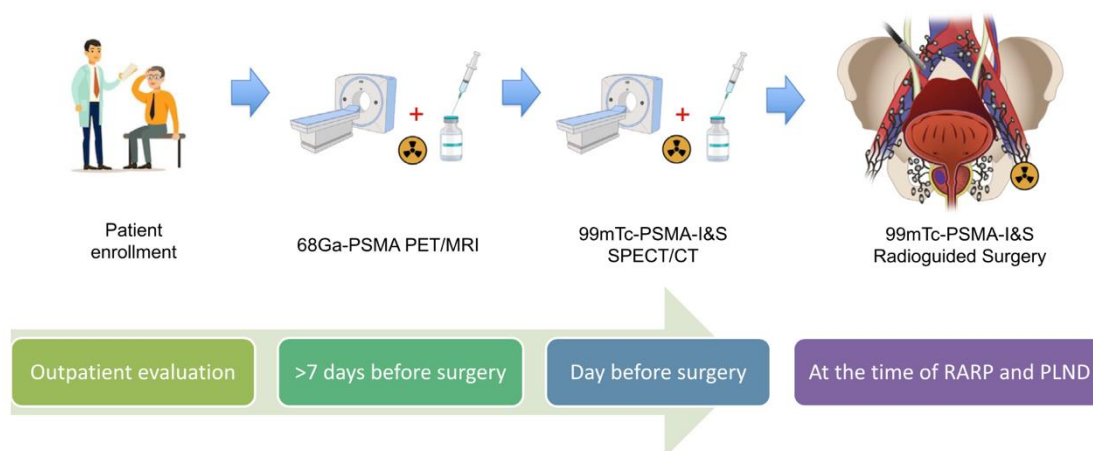 Patient
enrollment
68Ga-PSMA PET/MRI
99mTc-PSMA-I&S
SPECT/CT
99mTc-PSMA-I&S
Radioguided Surgery
Outpatient evaluation
>7 days before surgery
Day before surgery
At the time of RARP and PLND